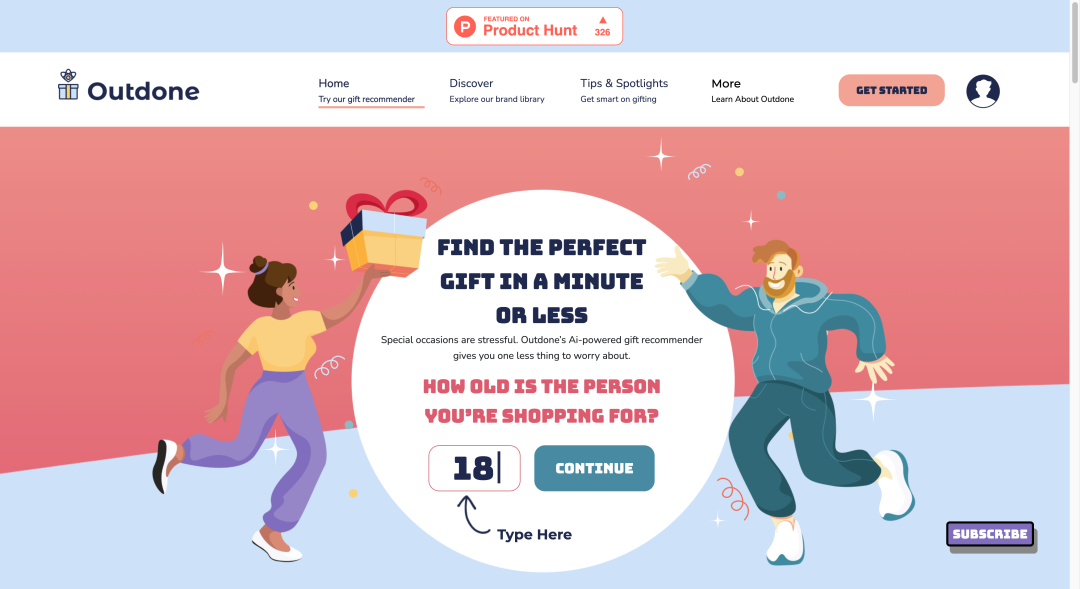 FEATURED ON
Product Hunt
326
Outdone
Home
Try our gift recommender
Discover
Explore our brand library
Tips & Spotlights
Get smart on gifting
More
Learn About Outdone
GET STARTED
FIND THE PERFECT
GIFT IN A MINUTE
OR LESS
Special occasions are stressful. Outdone's Ai-powered gift recommender
gives you one less thing to worry about.
HOW OLD IS THE PERSON
YOU'RE SHOPPING FOR?
18
CONTINUE
Type Here
SUBSCRIBE